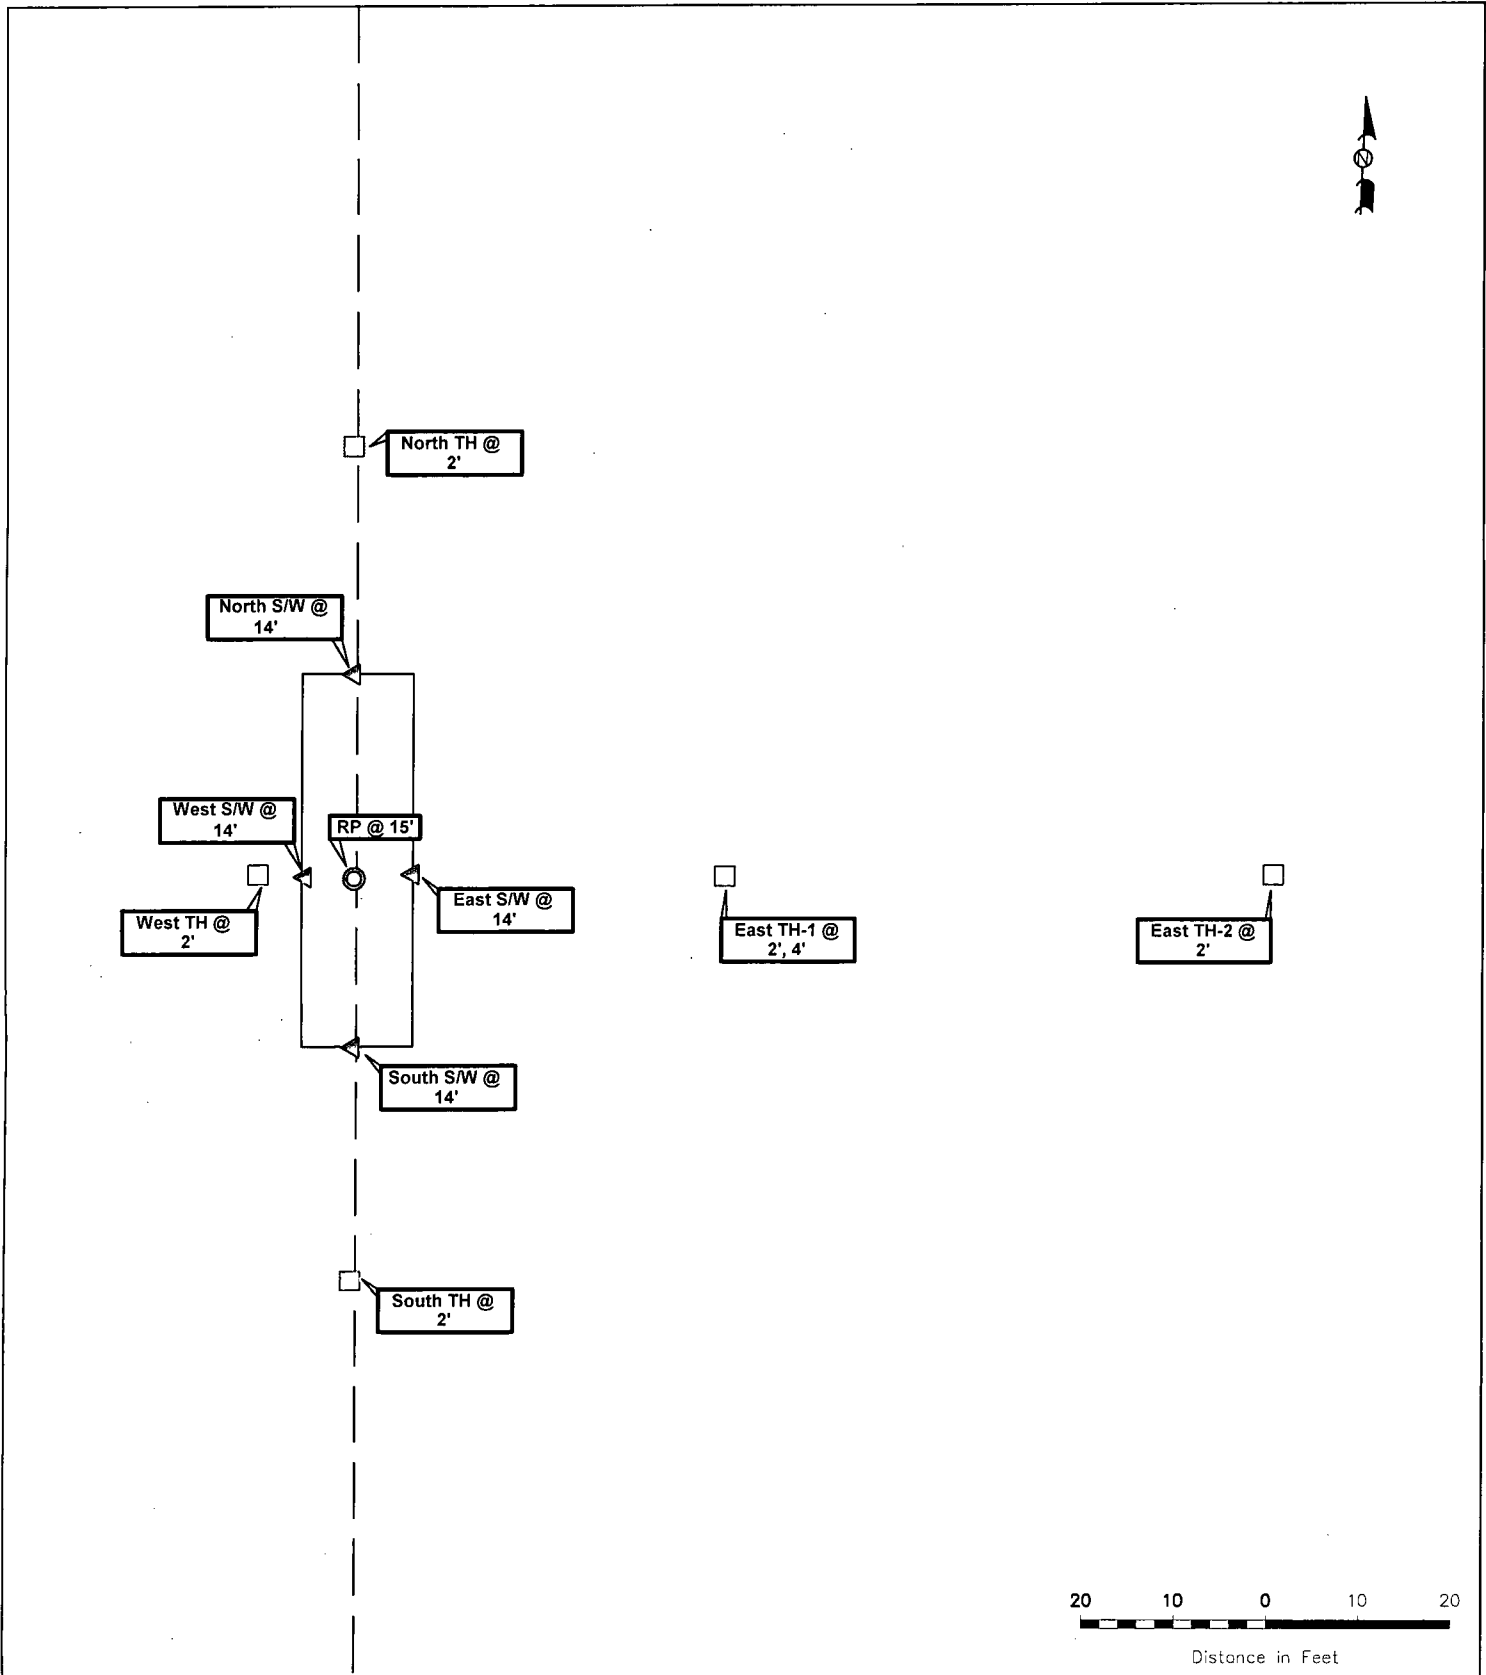 N
North TH @
2'
North S/W @
14'
West S/W @
14'
RP @ 15'
East S/W @
14'
West TH @
2'
East TH-1 @
2', 4'
East TH-2 @
2'
South S/W @
14'
South TH @
2'
20 10 0 10 20
Distance in Feet